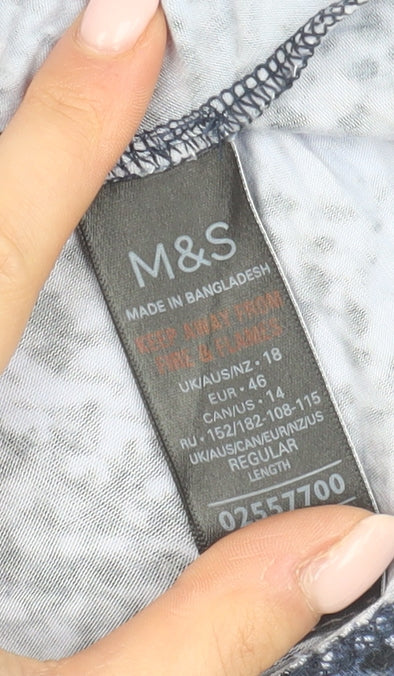 M&S
MADE IN BANGLADESH
KEEP AWAY FROM
FIRE & FLAMES
UK/AUS/NZ • 18
EUR • 46
CAN/US • 14
RU • 152/182-108-115
UK/AUS/CAN/EUR/NZ/US
REGULAR
LENGTH
02557700